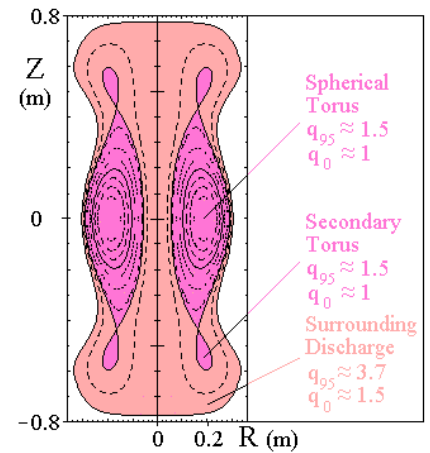 0.8
Z
(m)
0
−0.8
0
0.2
R (m)
Spherical
Torus
q95 ≈ 1.5
q0 ≈ 1
Secondary
Torus
q95 ≈ 1.5
q0 ≈ 1
Surrounding
Discharge
q95 ≈ 3.7
q0 ≈ 1.5